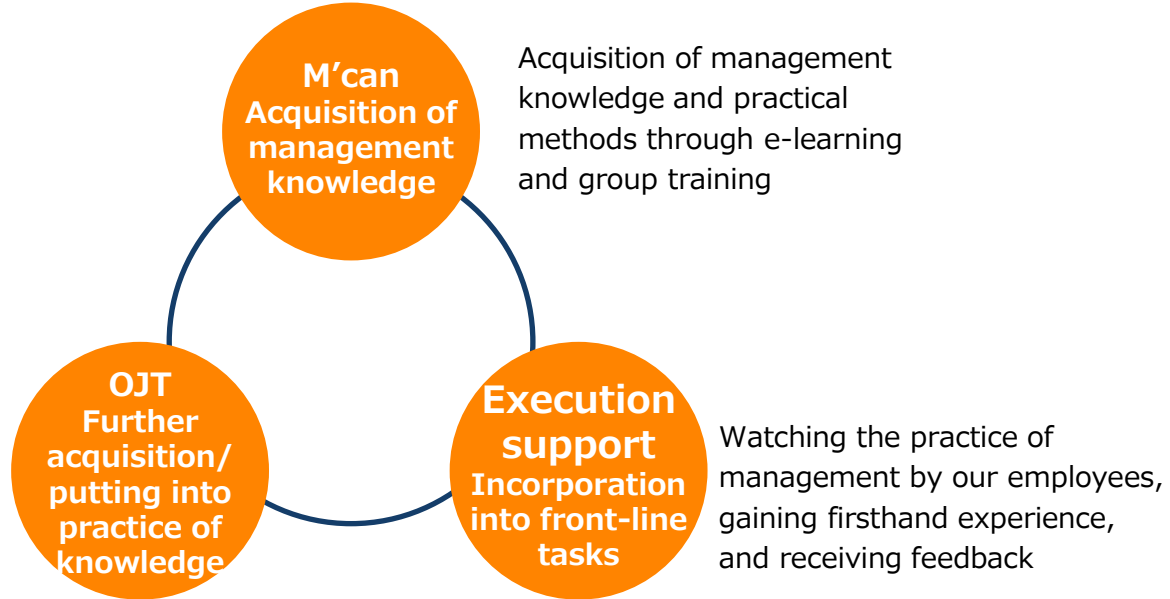 M’can
Acquisition of
management
knowledge
Acquisition of management
knowledge and practical
methods through e-learning
and group training
OJT
Further
acquisition/
putting into
practice of
knowledge
Execution
support
Incorporation
into front-line
tasks
Watching the practice of
management by our employees,
gaining firsthand experience,
and receiving feedback